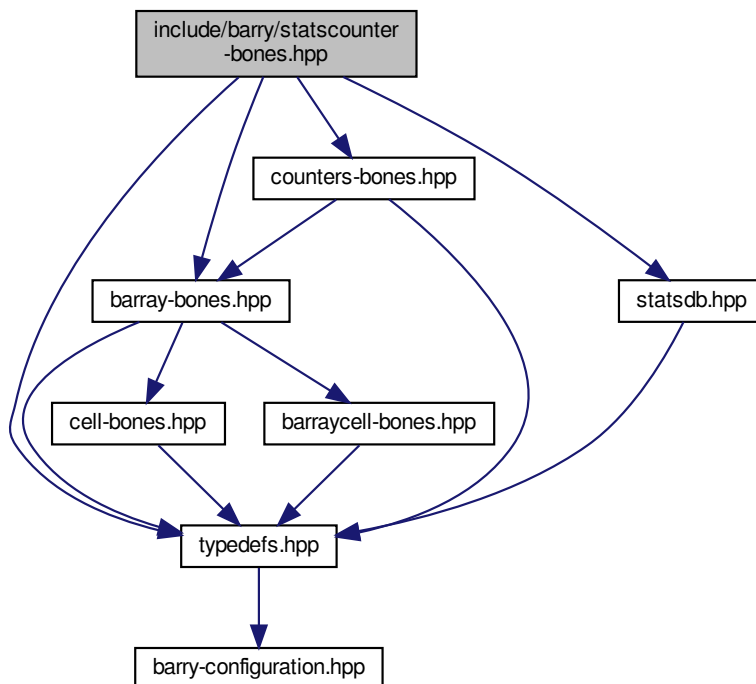 include/barry/statscounter
-bones.hpp
counters-bones.hpp
barray-bones.hpp
statsdb.hpp
cell-bones.hpp
barraycell-bones.hpp
typedefs.hpp
barry-configuration.hpp